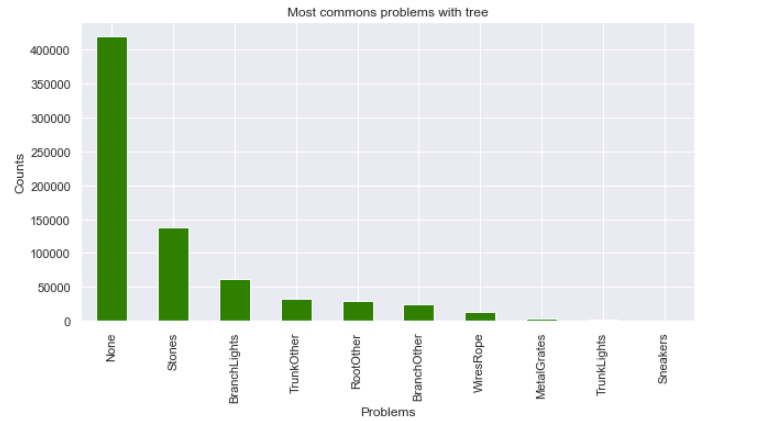 Most commons problems with tree
Counts
400000
350000
300000
250000
200000
150000
100000
50000
0
None
Stones
BranchLights
TrunkOther
RootOther
BranchOther
WiresRope
MetalGrates
TrunkLights
Sneakers
Problems